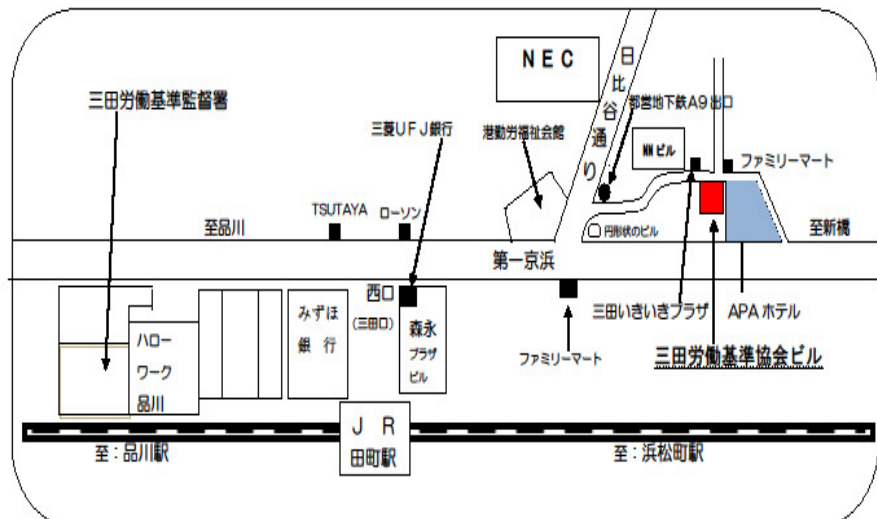 NEC
日比谷通り
三田労働基準監督署
三菱UFJ銀行
港勤労福祉会館
都営地下鉄A9出口
NNビル
ファミリーマート
TSUTAYA
ローソン
至品川
円形状のビル
至新橋
第一京浜
西口
(三田口)
みずほ
銀行
森永
プラザ
ビル
三田いきいきプラザ
APAホテル
ハロー
ワーク
品川
ファミリーマート
三田労働基準協会ビル
JR
田町駅
至:品川駅
至:浜松町駅